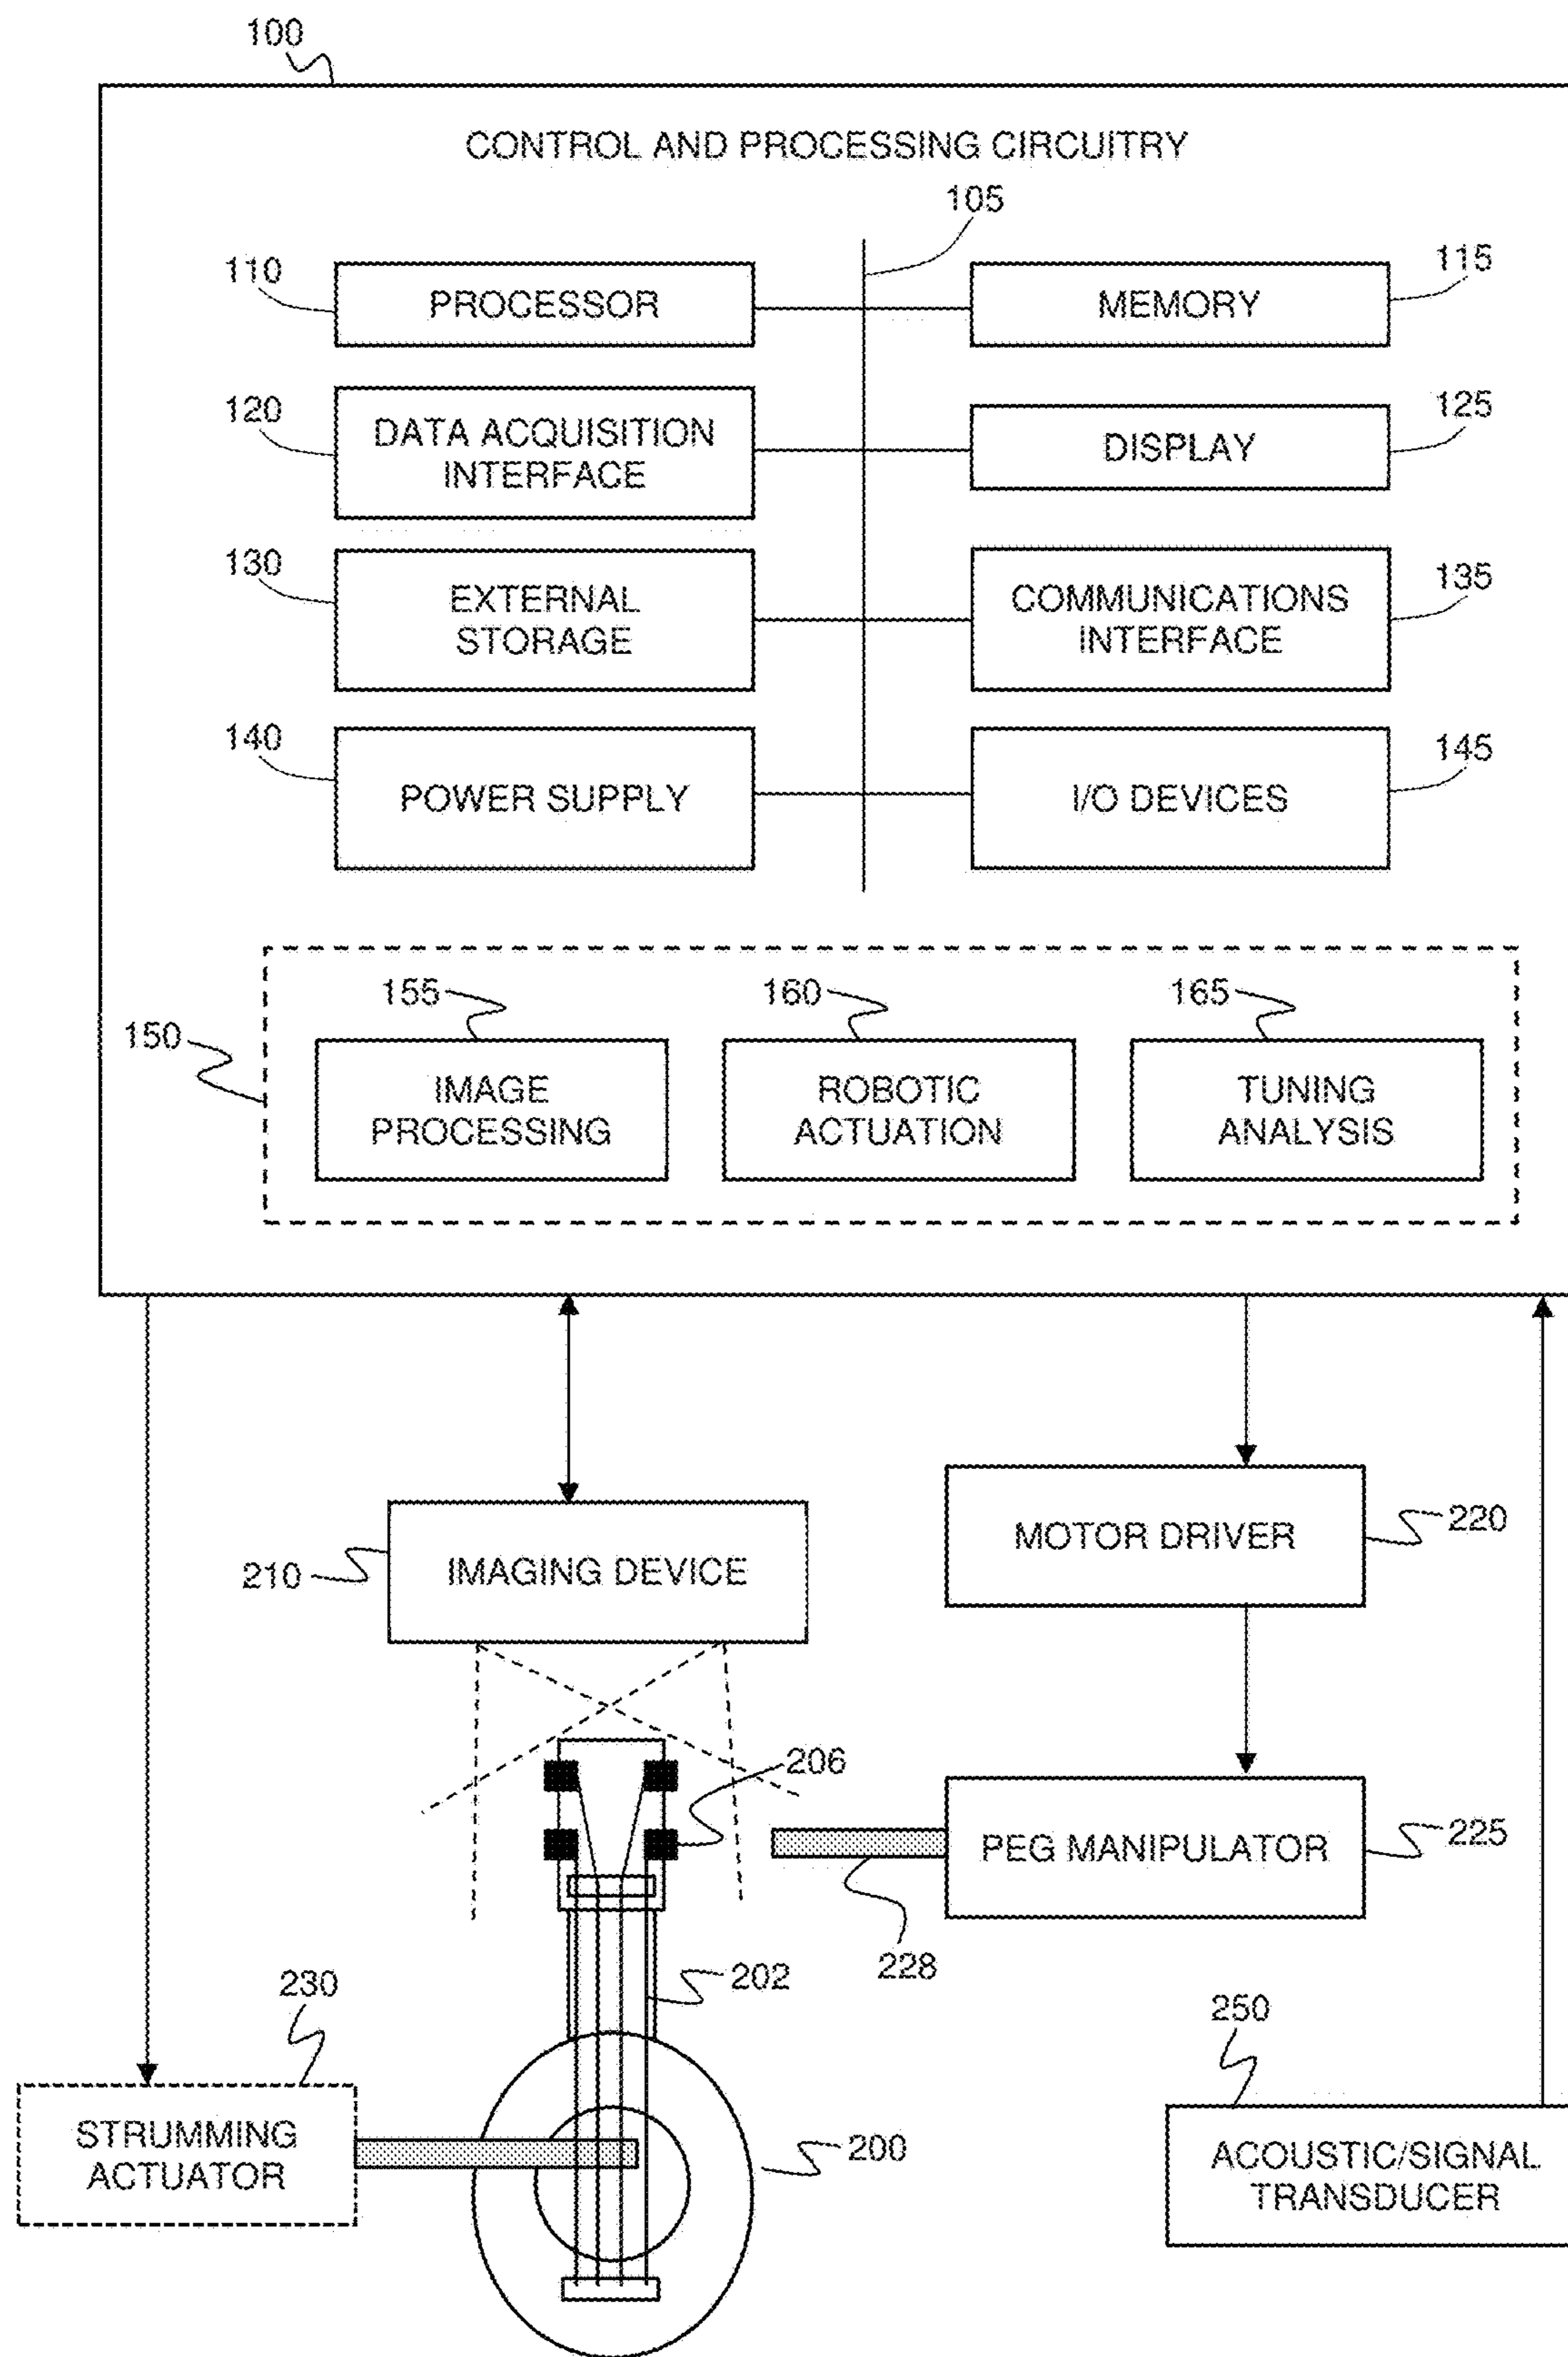 100
CONTROL AND PROCESSING CIRCUITRY
105
110
PROCESSOR
MEMORY
115
120
DATA ACQUISITION
INTERFACE
DISPLAY
125
130
EXTERNAL
STORAGE
COMMUNICATIONS
INTERFACE
135
140
POWER SUPPLY
I/O DEVICES
145
150
155
IMAGE
PROCESSING
160
ROBOTIC
ACTUATION
165
TUNING
ANALYSIS
210
IMAGING DEVICE
MOTOR DRIVER
220
206
PEG MANIPULATOR
225
228
202
230
STRUMMING
ACTUATOR
200
250
ACOUSTIC/SIGNAL
TRANSDUCER